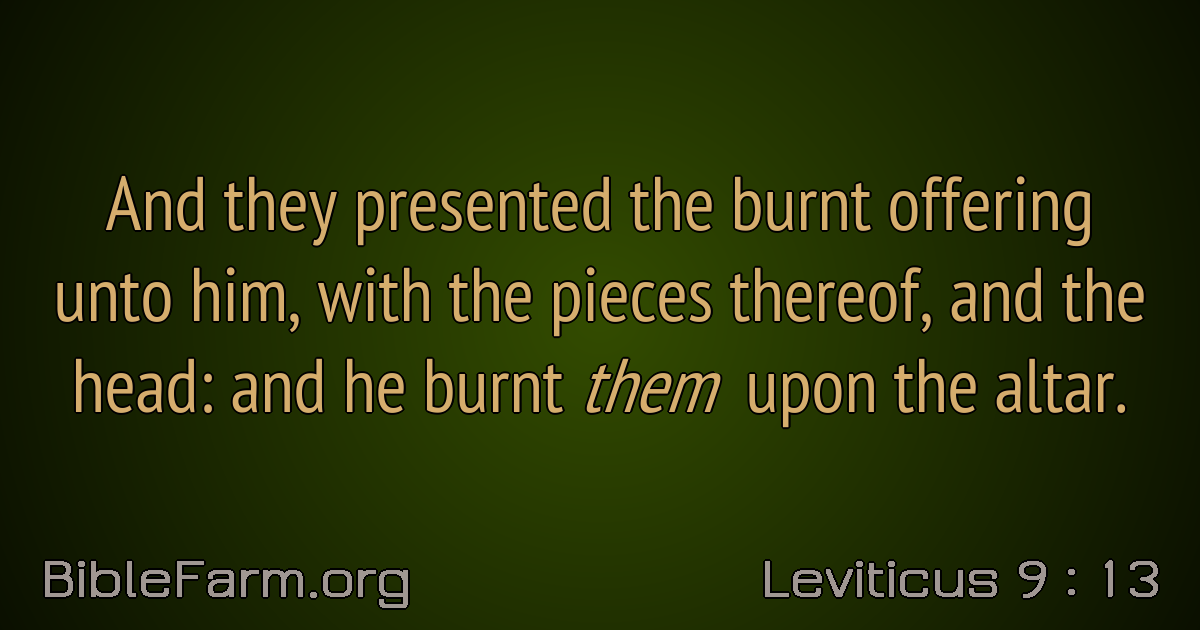 And they presented the burnt offering
unto him, with the pieces thereof, and the
head: and he burnt them upon the altar.
BibleFarm.org
Leviticus 9 : 13